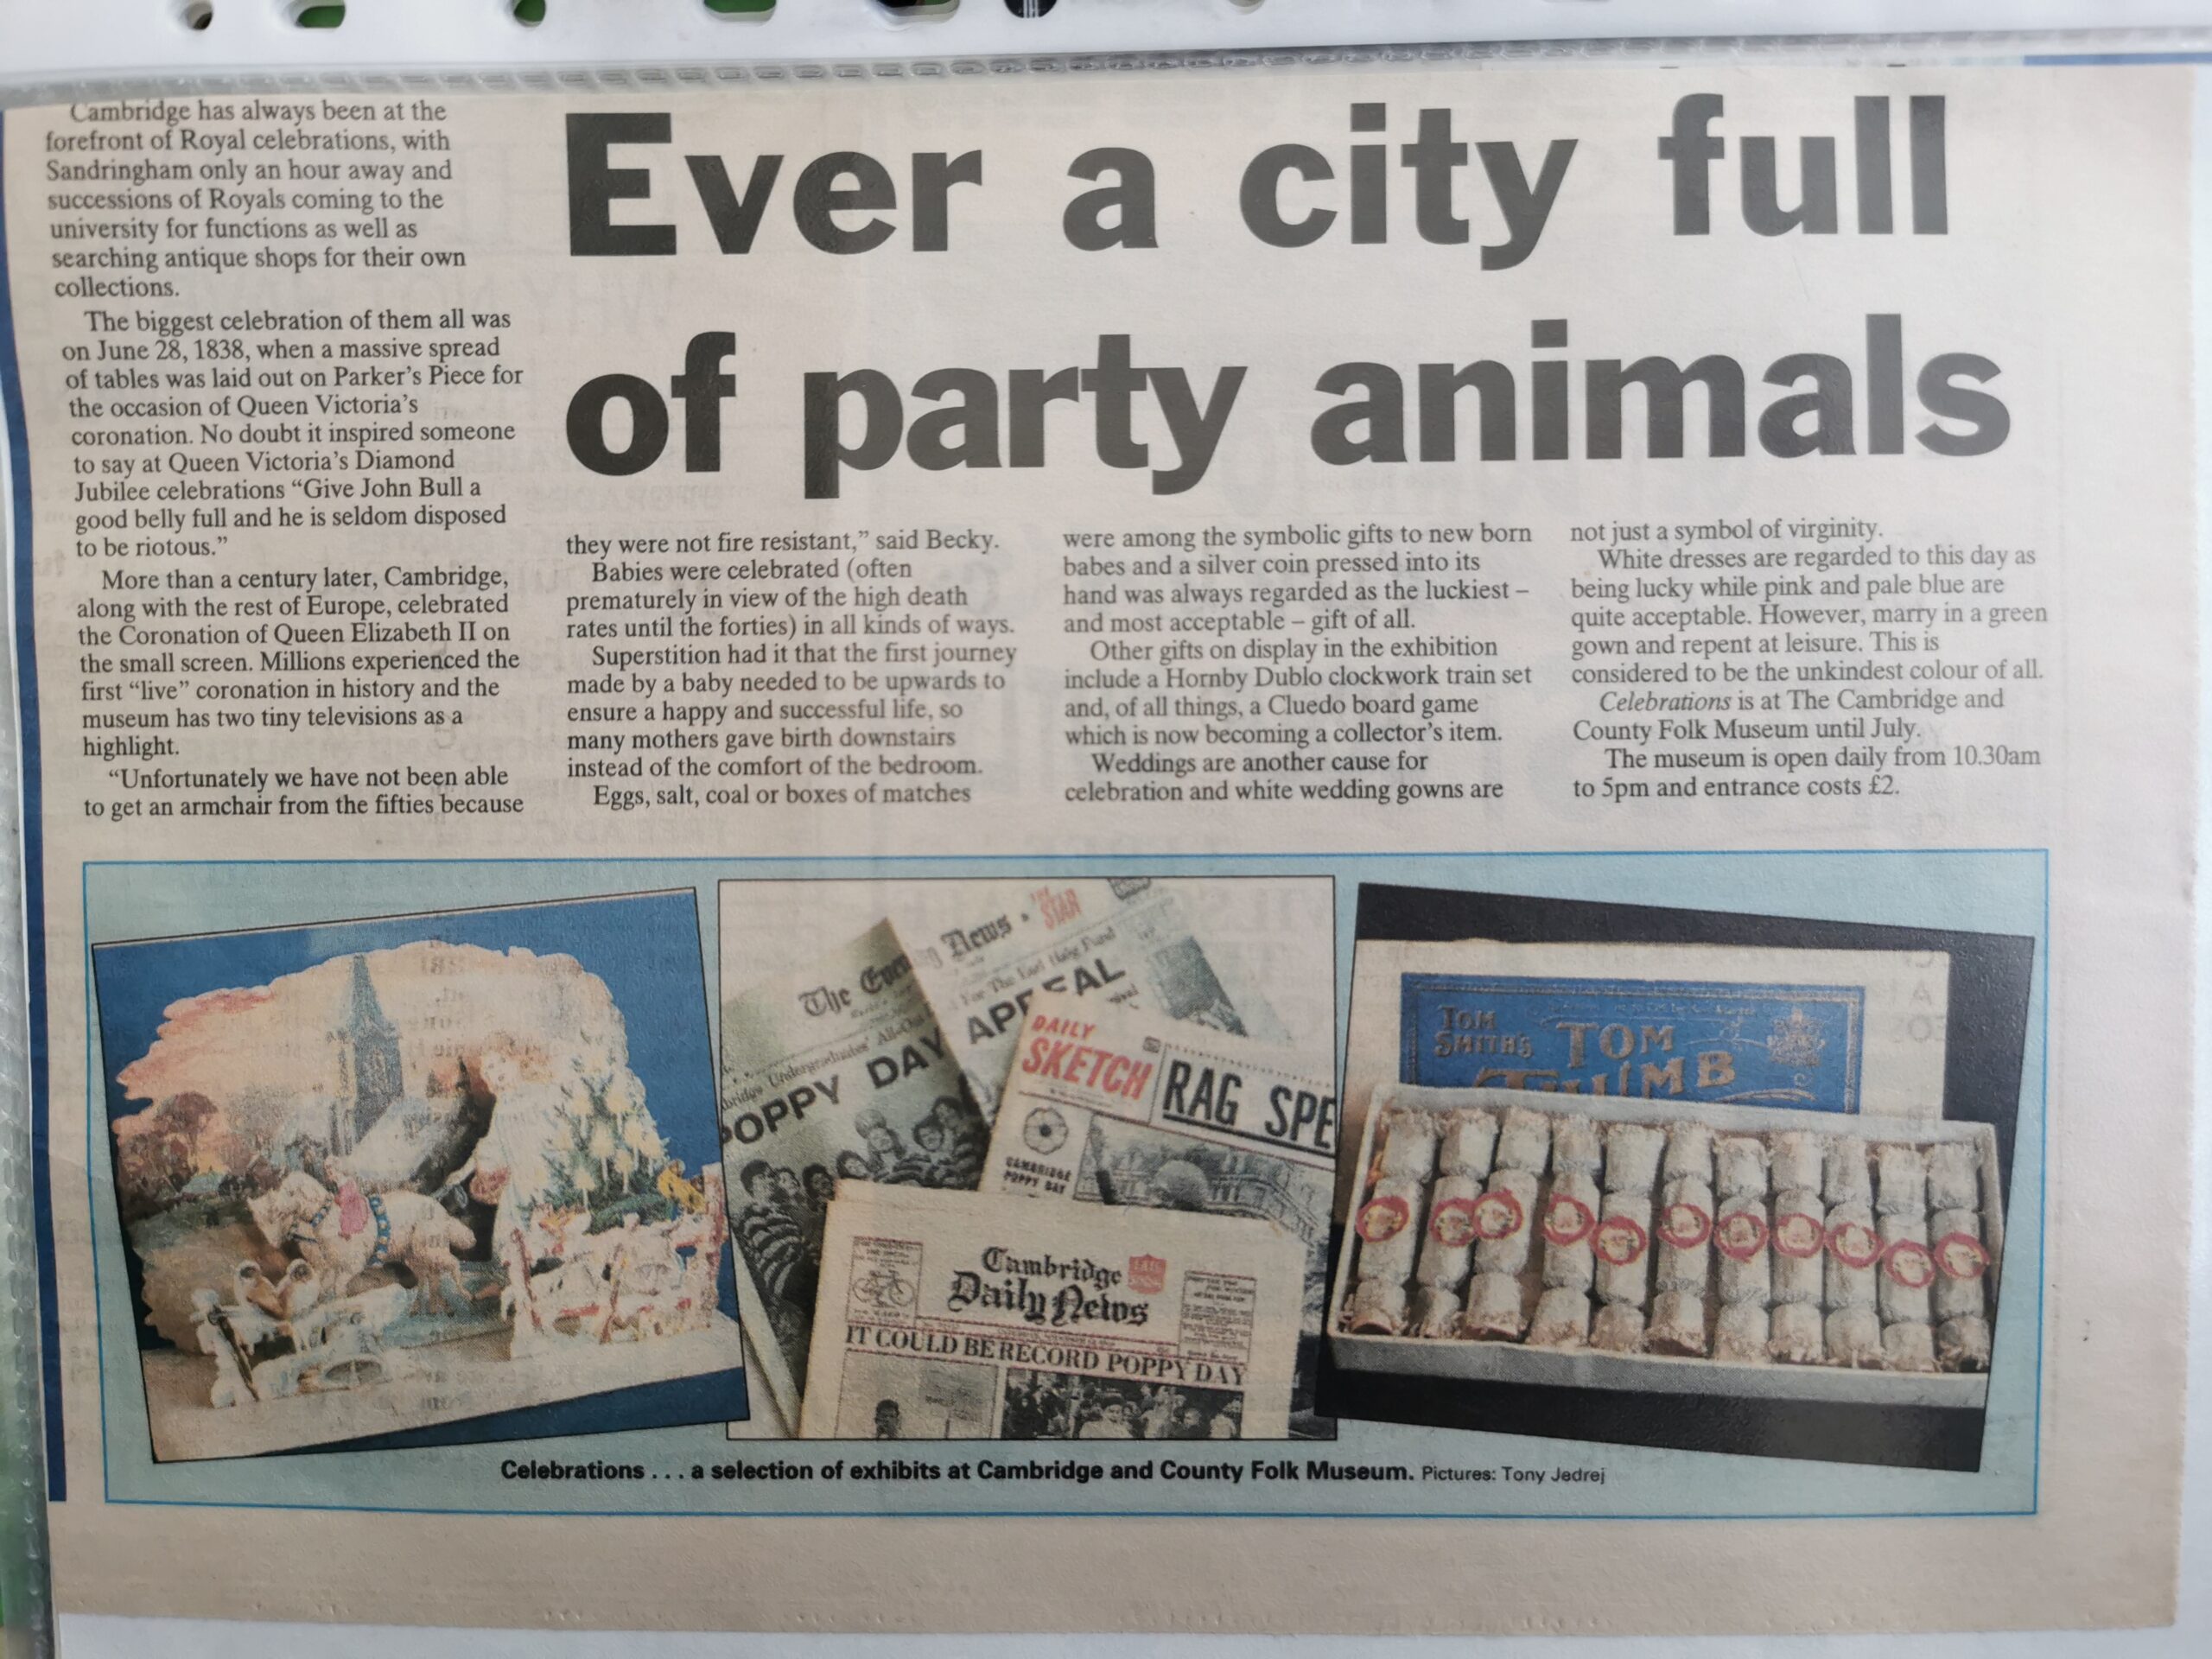 Ever a city full
of party animals
Cambridge has always been at the
forefront of Royal celebrations, with
Sandringham only an hour away and
successions of Royals coming to the
university for functions as well as
searching antique shops for their own
collections.
The biggest celebration of them all was
on June 28, 1838, when a massive spread
of tables was laid out on Parker's Piece for
the occasion of Queen Victoria's
coronation. No doubt it inspired someone
to say at Queen Victoria's Diamond
Jubilee celebrations “Give John Bull a
good belly full and he is seldom disposed
to be riotous.”
More than a century later, Cambridge,
along with the rest of Europe, celebrated
the Coronation of Queen Elizabeth II on
the small screen. Millions experienced the
first “live” coronation in history and the
museum has two tiny televisions as a
highlight.
“Unfortunately we have not been able
to get an armchair from the fifties because
they were not fire resistant,” said Becky.
Babies were celebrated (often
prematurely in view of the high death
rates until the forties) in all kinds of ways.
Superstition had it that the first journey
made by a baby needed to be upwards to
ensure a happy and successful life, so
many mothers gave birth downstairs
instead of the comfort of the bedroom.
Eggs, salt, coal or boxes of matches
were among the symbolic gifts to new born
babes and a silver coin pressed into its
hand was always regarded as the luckiest –
and most acceptable – gift of all.
Other gifts on display in the exhibition
include a Hornby Dublo clockwork train set
and, of all things, a Cluedo board game
which is now becoming a collector's item.
Weddings are another cause for
celebration and white wedding gowns are
not just a symbol of virginity.
White dresses are regarded to this day as
being lucky while pink and pale blue are
quite acceptable. However, marry in a green
gown and repent at leisure. This is
considered to be the unkindest colour of all.
Celebrations is at The Cambridge and
County Folk Museum until July.
The museum is open daily from 10.30am
to 5pm and entrance costs £2.
The Even
News
THE STAR
For The Earl Haig Fund
bridge Undergraduates' All-Out
POPPY DAY APPEAL
DAILY
SKETCH
RAG SPE
CAMBRIDGE
POPPY DAY
Cambridge
Daily News
IT COULD BE RECORD POPPY DAY
TOM
SMITH'S
TOM
THUMB
Celebrations . . . a selection of exhibits at Cambridge and County Folk Museum. Pictures: Tony Jedrej